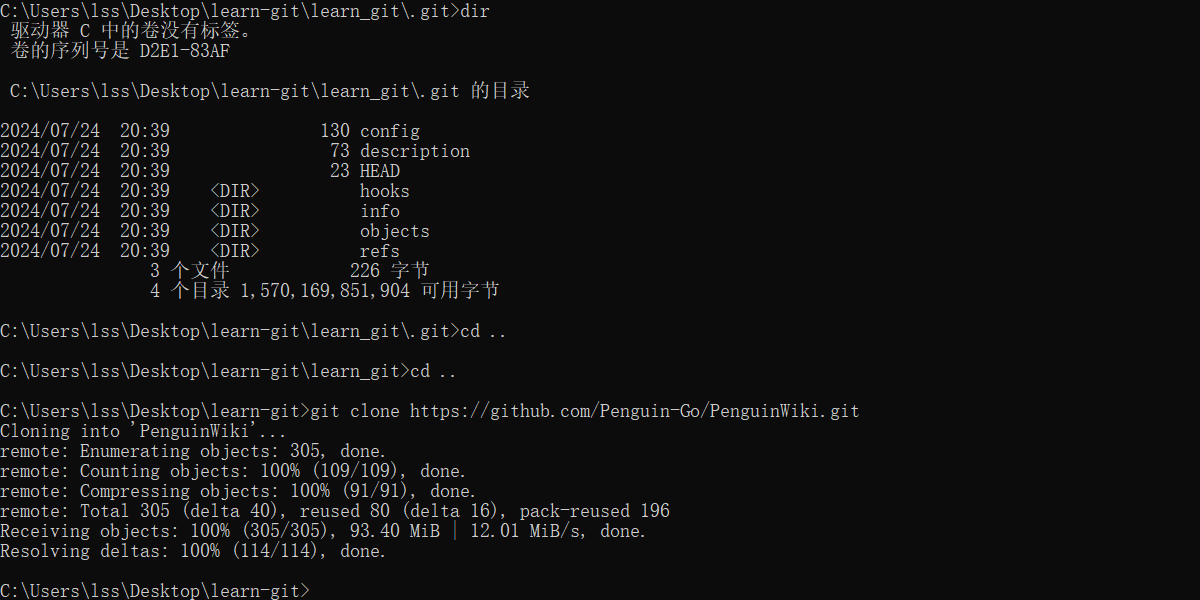 C:\Users\lss\Desktop\learn-git\learn_git\.git>dir
驱动器 C 中的卷没有标签。
卷的序列号是 D2E1-83AF
C:\Users\lss\Desktop\learn-git\learn_git\.git 的目录
2024/07/24  20:39               130 config
2024/07/24  20:39                73 description
2024/07/24  20:39                23 HEAD
2024/07/24  20:39    <DIR>          hooks
2024/07/24  20:39    <DIR>          info
2024/07/24  20:39    <DIR>          objects
2024/07/24  20:39    <DIR>          refs
3 个文件            226 字节
4 个目录 1,570,169,851,904 可用字节
C:\Users\lss\Desktop\learn-git\learn_git\.git>cd ..
C:\Users\lss\Desktop\learn-git\learn_git>cd ..
C:\Users\lss\Desktop\learn-git>git clone https://github.com/Penguin-Go/PenguinWiki.git
Cloning into 'PenguinWiki'...
remote: Enumerating objects: 305, done.
remote: Counting objects: 100% (109/109), done.
remote: Compressing objects: 100% (91/91), done.
remote: Total 305 (delta 40), reused 80 (delta 16), pack-reused 196
Receiving objects: 100% (305/305), 93.40 MiB | 12.01 MiB/s, done.
Resolving deltas: 100% (114/114), done.
C:\Users\lss\Desktop\learn-git>